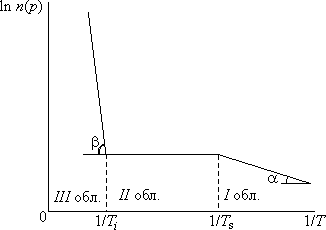 ln n(p)
β
α
III обл. II обл. I обл.
0 1/Ti 1/Ts 1/T